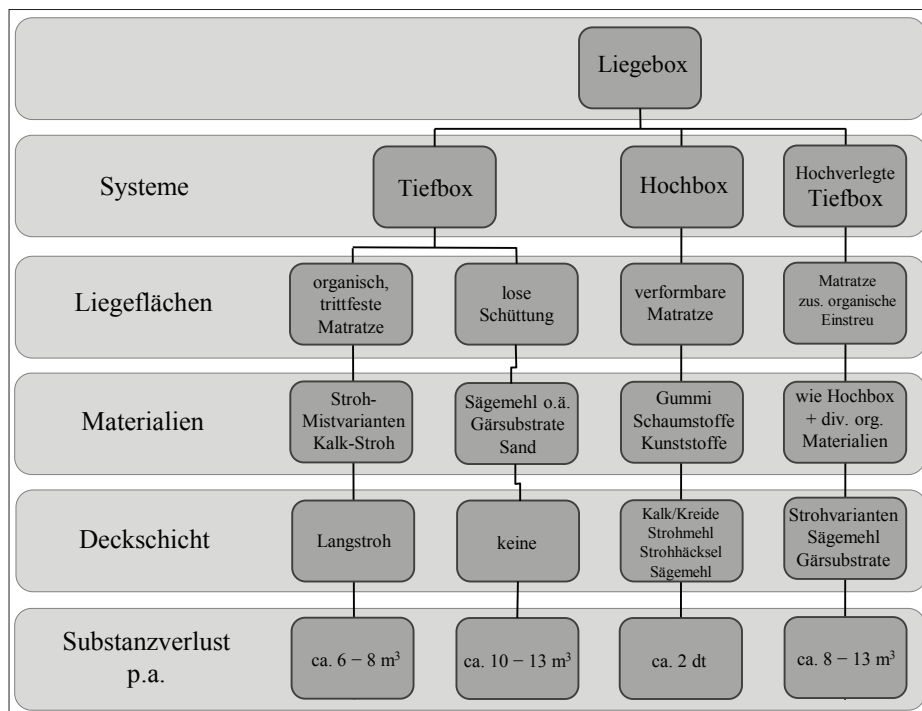 Liegebox
Systeme
Tiefbox
Hochbox
Hochverlegte
Tiefbox
Liegeflächen
organisch,
trittfeste
Matratze
lose
Schüttung
verformbare
Matratze
Matratze
zus. organische
Einstreu
Materialien
Stroh-
Mistvarianten
Kalk-Stroh
Sägemehl o.ä.
Gärsubstrate
Sand
Gummi
Schaumstoffe
Kunststoffe
wie Hochbox
+ div. org.
Materialien
Deckschicht
Langstroh
keine
Kalk/Kreide
Strohmehl
Strohhäcksel
Sägemehl
Strohvarianten
Sägemehl
Gärsubstrate
Substanzverlust
p.a.
ca. 6 − 8 m³
ca. 10 − 13 m³
ca. 2 dt
ca. 8 − 13 m³